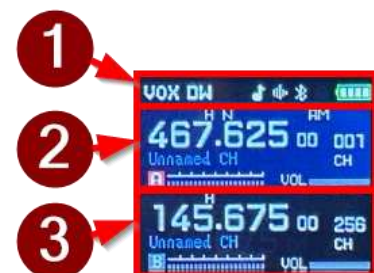 1
VOX DW
2
H N AM
467.625 00 001
Unnamed CH CH
A VOL
3
H
145.675 00 256
Unnamed CH CH
B VOL